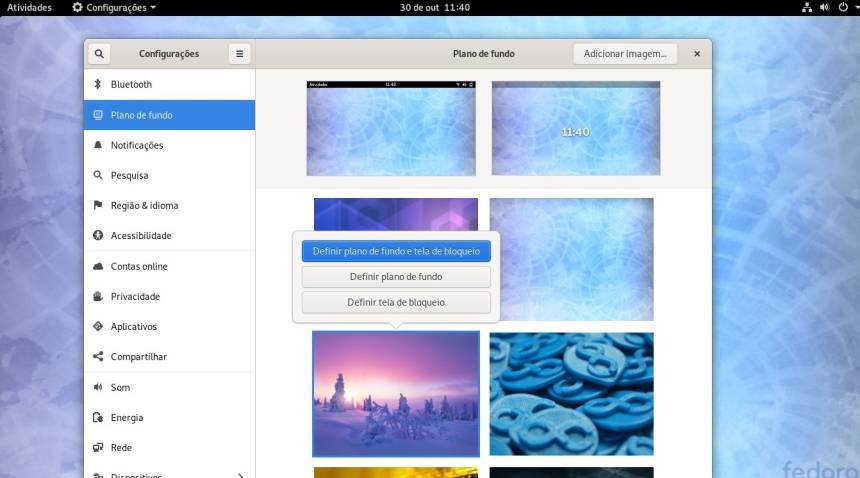 Atividades
Configurações
30 de out 11:40
Configurações
Plano de fundo
Adicionar imagem...
Bluetooth
Plano de fundo
Notificações
Pesquisa
Região & idioma
Acessibilidade
Contas online
Privacidade
Aplicativos
Compartilhar
Som
Energia
Rede
Dispositivos
Atividades
11:40
11:40
Definir plano de fundo e tela de bloqueio
Definir plano de fundo
Definir tela de bloqueio
fedora